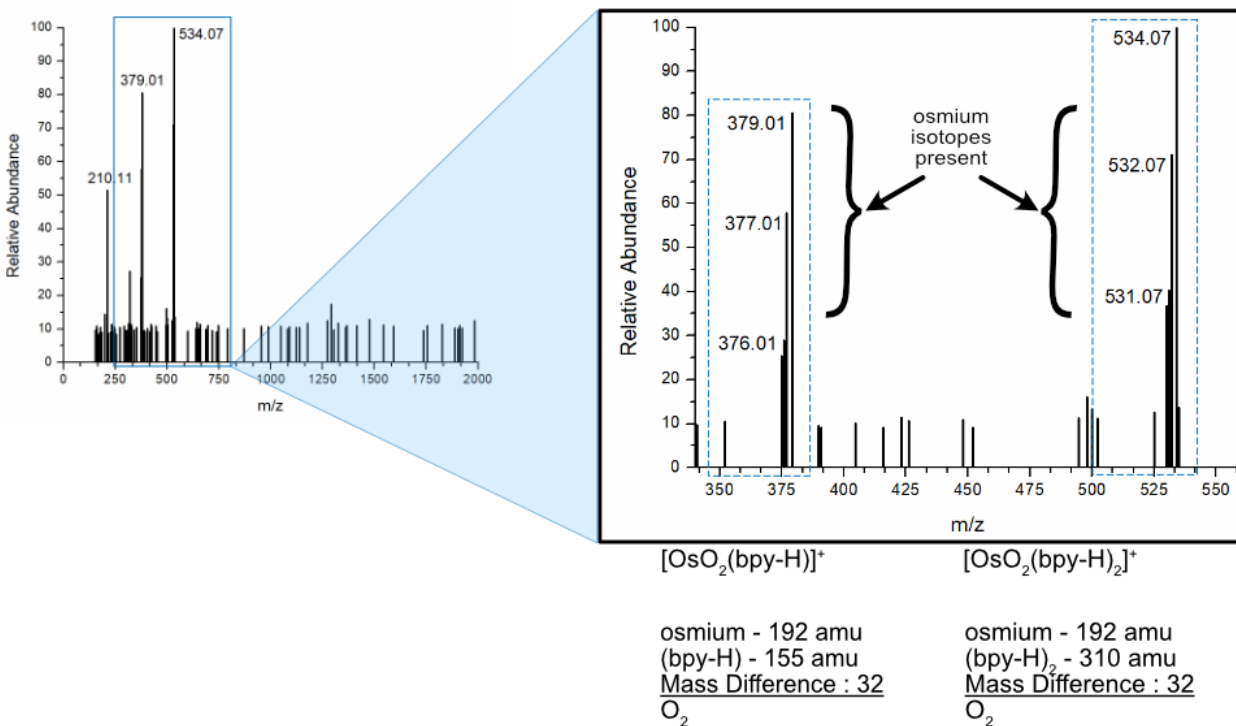 100
90
80
70
60
50
40
30
20
10
0
Relative Abundance
534.07
379.01
210.11
0
250
500
750
1000
1250
1500
1750
2000
m/z
100
90
80
70
60
50
40
30
20
10
0
Relative Abundance
534.07
379.01
osmium
isotopes
present
532.07
377.01
531.07
376.01
350
375
400
425
450
475
500
525
550
m/z
[OsO₂(bpy-H)]⁺
osmium - 192 amu
(bpy-H) - 155 amu
Mass Difference : 32
O₂
[OsO₂(bpy-H)₂]⁺
osmium - 192 amu
(bpy-H)₂ - 310 amu
Mass Difference : 32
O₂